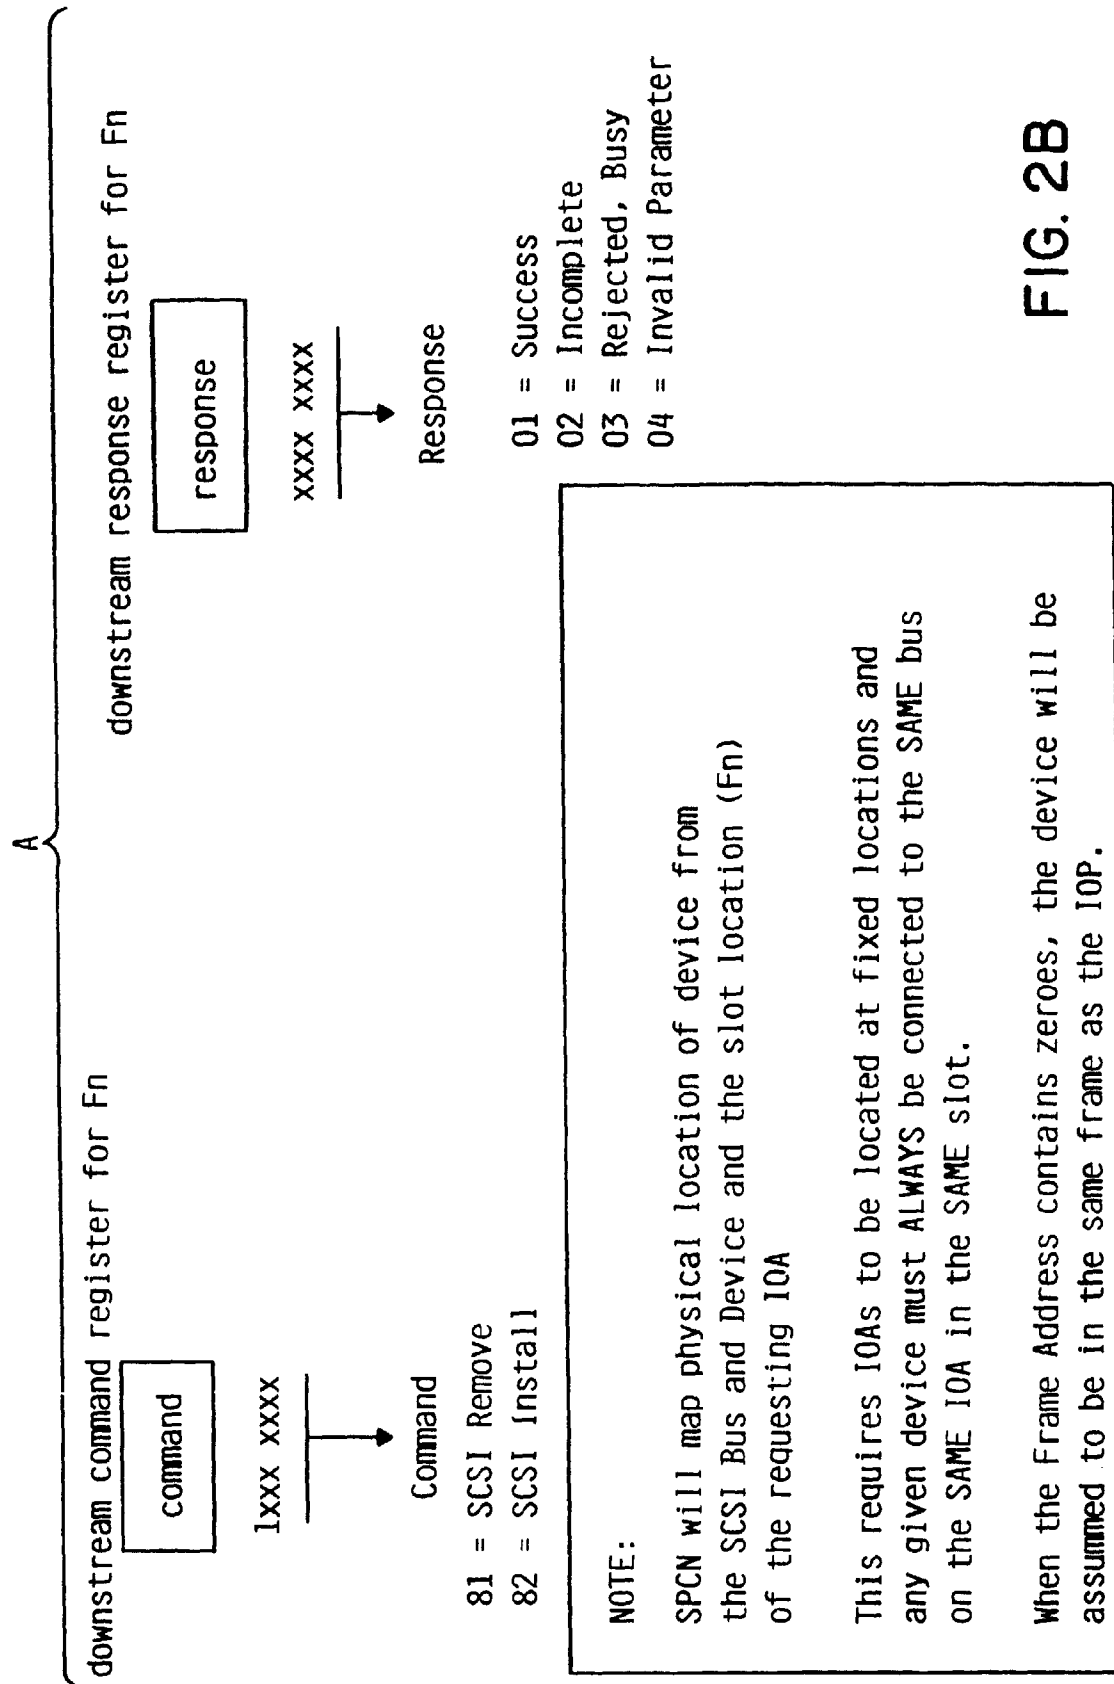 A
downstream command register for Fn
command
1xxx xxxx
Command
81 = SCSI Remove
82 = SCSI Install
downstream response register for Fn
response
xxxx xxxx
Response
01 = Success
02 = Incomplete
03 = Rejected, Busy
04 = Invalid Parameter
NOTE:
SPCN will map physical location of device from
the SCSI Bus and Device and the slot location (Fn)
of the requesting IOA
This requires IOAs to be located at fixed locations and
any given device must ALWAYS be connected to the SAME bus
on the SAME IOA in the SAME slot.
When the Frame Address contains zeroes, the device will be
assummed to be in the same frame as the IOP.
FIG. 2B